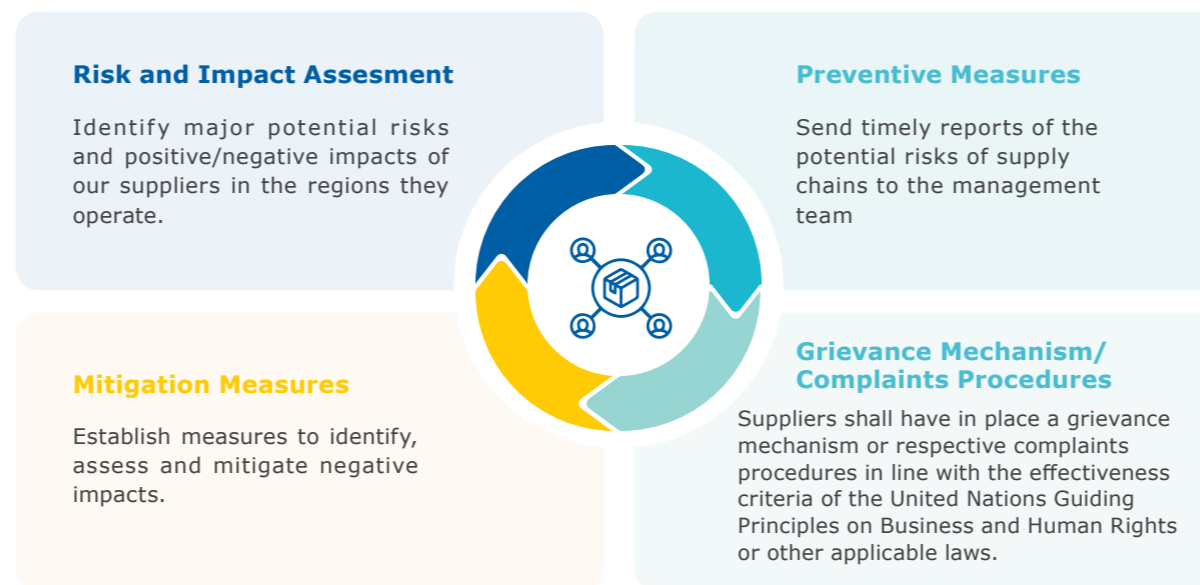 Risk and Impact Assesment
Identify major potential risks
and positive/negative impacts of
our suppliers in the regions they
operate.
Preventive Measures
Send timely reports of the
potential risks of supply
chains to the management
team
Mitigation Measures
Establish measures to identify,
assess and mitigate negative
impacts.
Grievance Mechanism/
Complaints Procedures
Suppliers shall have in place a grievance
mechanism or respective complaints
procedures in line with the effectiveness
criteria of the United Nations Guiding
Principles on Business and Human Rights
or other applicable laws.